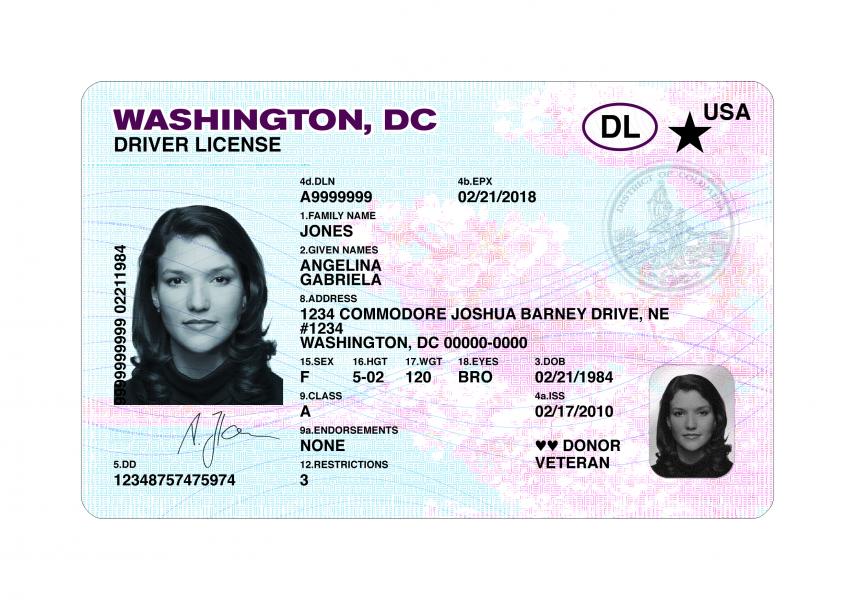 WASHINGTON, DC
DRIVER LICENSE
DL
USA
DISTRICT OF COLUMBIA
4d.DLN 4b.EPX
A9999999 02/21/2018
1.FAMILY NAME
JONES
2.GIVEN NAMES
ANGELINA
GABRIELA
8.ADDRESS
1234 COMMODORE JOSHUA BARNEY DRIVE, NE
#1234
WASHINGTON, DC 00000-0000
15.SEX 16.HGT 17.WGT 18.EYES 3.DOB
F 5-02 120 BRO 02/21/1984
9.CLASS 4a.ISS
A 02/17/2010
9a.ENDORSEMENTS
NONE
♥♥ DONOR
VETERAN
12.RESTRICTIONS
3
5.DD
12348757475974
9999999999 02211984